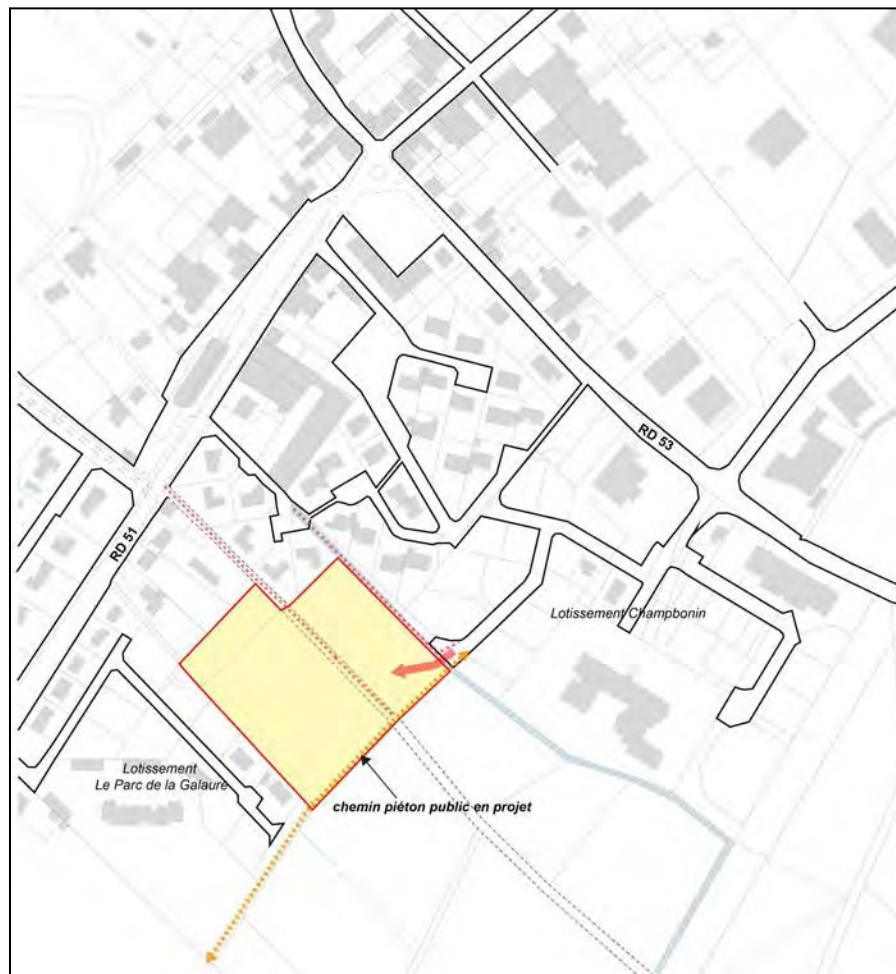 RD 53
RD 51
Lotissement Champbonin
Lotissement
Le Parc de la Galaure
chemin piéton public en projet